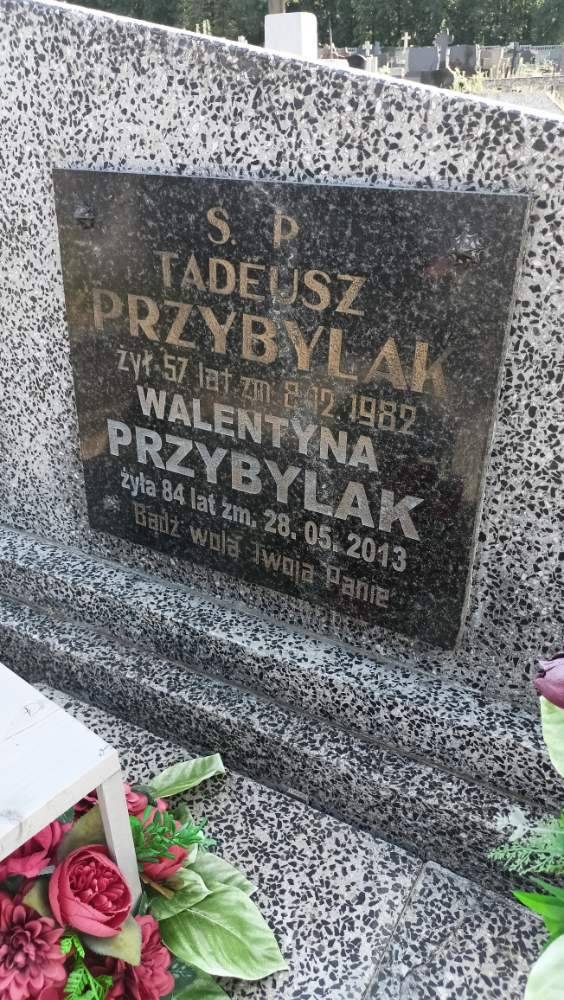 S. P
TADEUSZ
PRZYBYLAK
żył 57 lat zm 8 12 1982
WALENTYNA
PRZYBYLAK
żyła 84 lat zm. 28. 05. 2013
Bądź wola Twoja Panie